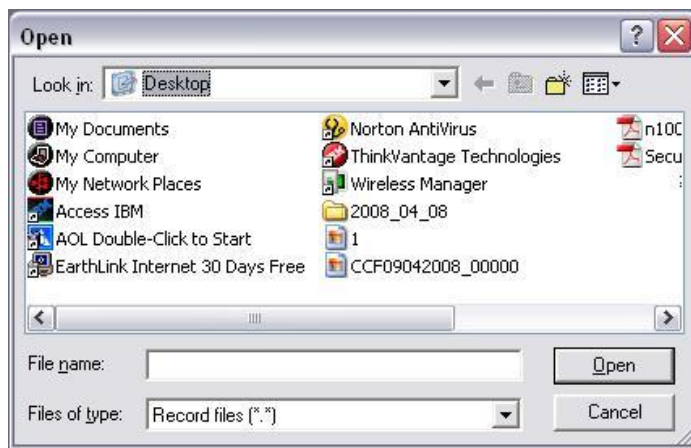 Open
Look in: Desktop
My Documents
My Computer
My Network Places
Access IBM
AOL Double-Click to Start
EarthLink Internet 30 Days Free
Norton AntiVirus
ThinkVantage Technologies
Wireless Manager
2008_04_08
1
CCF09042008_00000
n100
Secu
File name:
Open
Files of type: Record files (*.*)
Cancel